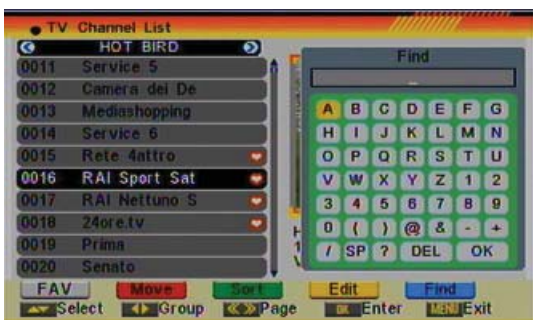 TV Channel List
HOT BIRD
0011 Service 5
0012 Camera dei De
0013 Mediashopping
0014 Service 6
0015 Rete 4attro
0016 RAI Sport Sat
0017 RAI Nettuno S
0018 24ore.tv
0019 Prima
0020 Senato
Find
A B C D E F G
H I J K L M N
O P Q R S T U
V W X Y Z 1 2
3 4 5 6 7 8 9
0 ( ) @ & - +
/ SP ? DEL OK
FAV Move Sort Edit Find
Select Group Page OK Enter MENU Exit